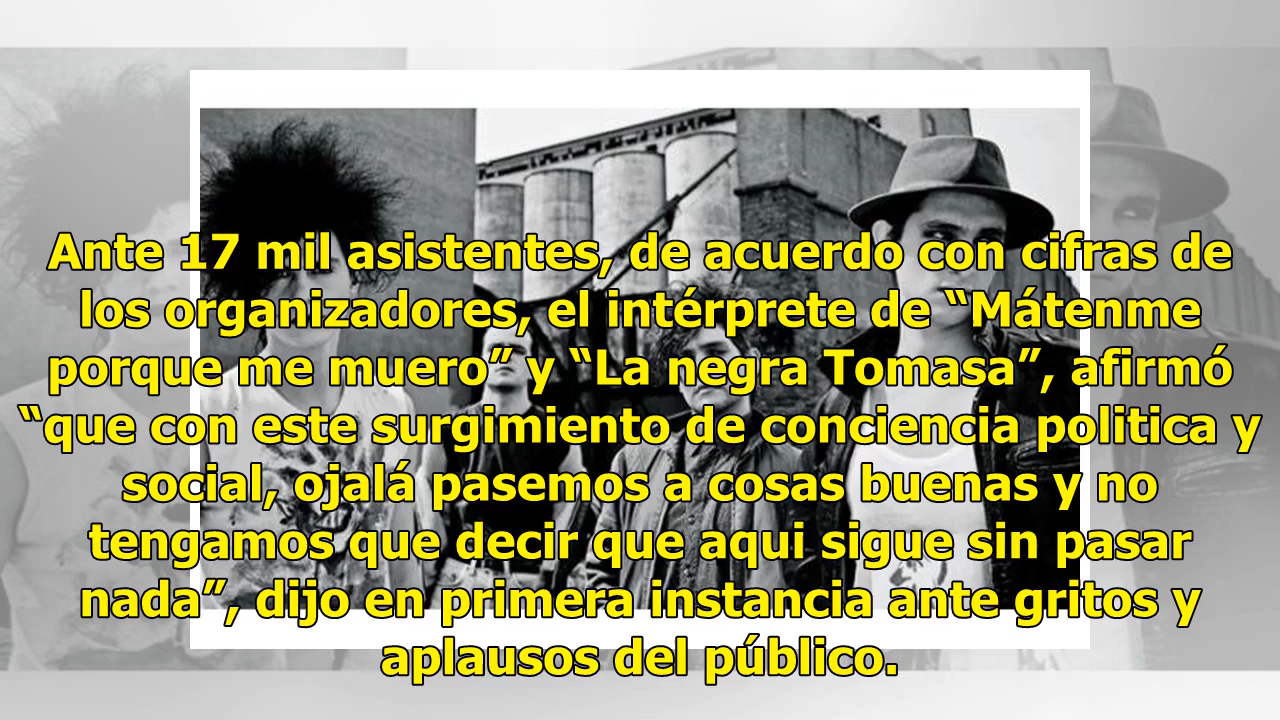 Ante 17 mil asistentes, de acuerdo con cifras de
los organizadores, el intérprete de “Mátenme
porque me muero” y “La negra Tomasa”, afirmó
“que con este surgimiento de conciencia politica y
social, ojalá pasemos a cosas buenas y no
tengamos que decir que aqui sigue sin pasar
nada”, dijo en primera instancia ante gritos y
aplausos del público.